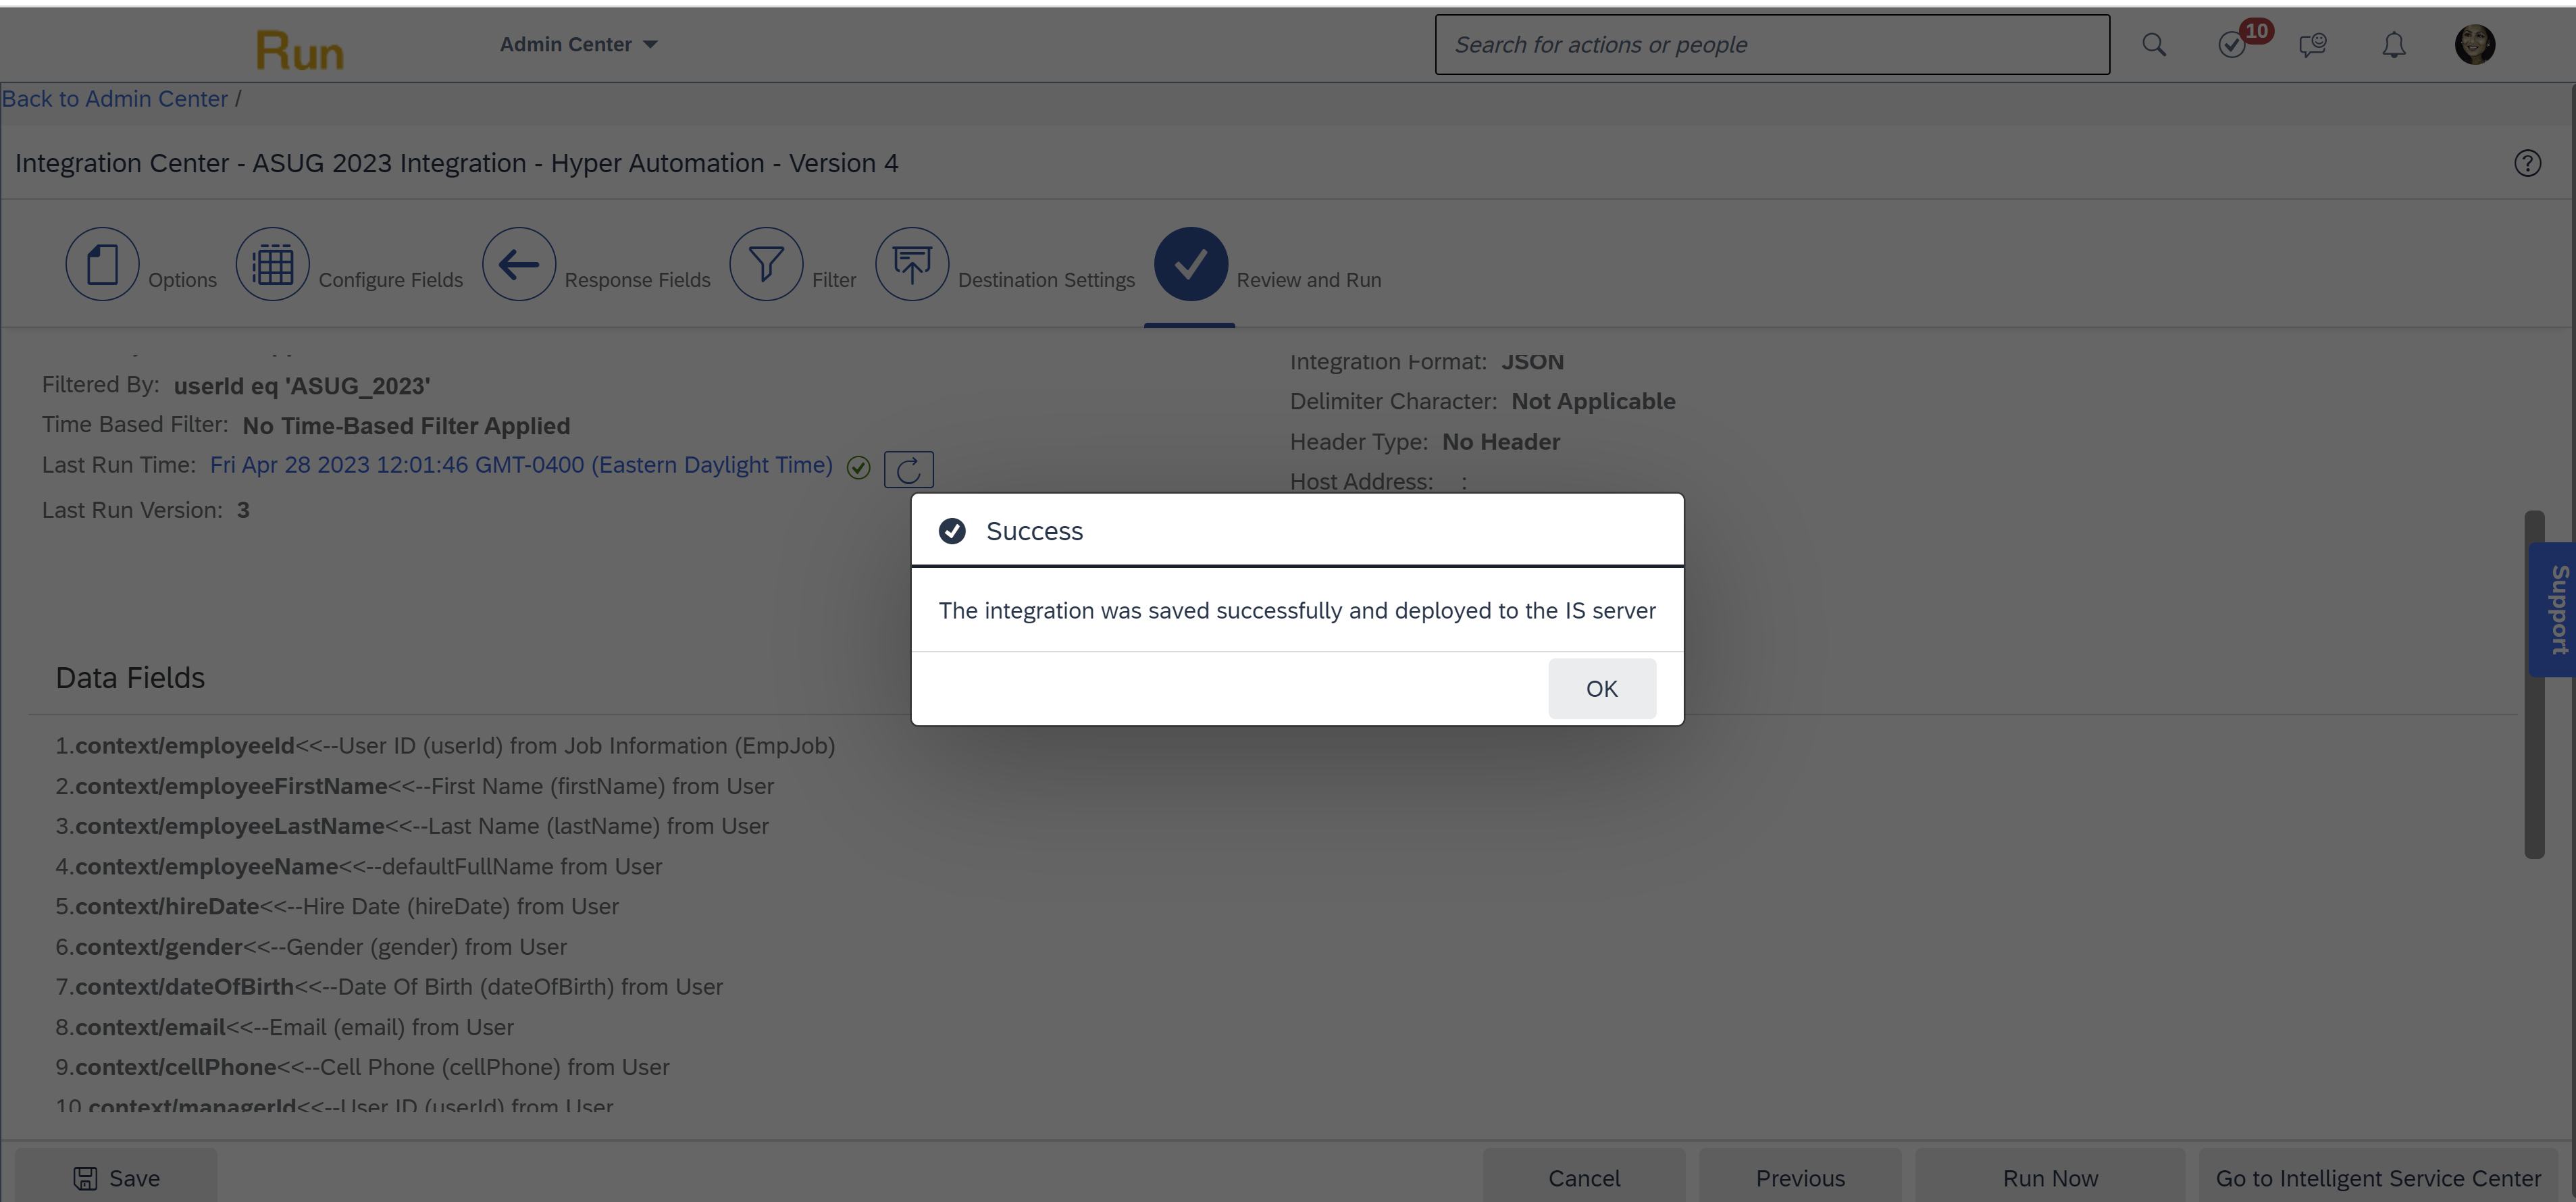 Run
Admin Center
Search for actions or people
10
Back to Admin Center /
Integration Center - ASUG 2023 Integration - Hyper Automation - Version 4
?
Options
Configure Fields
Response Fields
Filter
Destination Settings
Review and Run
Filtered By: userId eq 'ASUG_2023'
Time Based Filter: No Time-Based Filter Applied
Last Run Time: Fri Apr 28 2023 12:01:46 GMT-0400 (Eastern Daylight Time)
Last Run Version: 3
Integration Format: JSON
Delimiter Character: Not Applicable
Header Type: No Header
Host Address: :
Success
The integration was saved successfully and deployed to the IS server
OK
Support
Data Fields
1.context/employeeId<<--User ID (userId) from Job Information (EmpJob)
2.context/employeeFirstName<<--First Name (firstName) from User
3.context/employeeLastName<<--Last Name (lastName) from User
4.context/employeeName<<--defaultFullName from User
5.context/hireDate<<--Hire Date (hireDate) from User
6.context/gender<<--Gender (gender) from User
7.context/dateOfBirth<<--Date Of Birth (dateOfBirth) from User
8.context/email<<--Email (email) from User
9.context/cellPhone<<--Cell Phone (cellPhone) from User
10.context/managerId<<--User ID (userId) from User
Save
Cancel
Previous
Run Now
Go to Intelligent Service Center